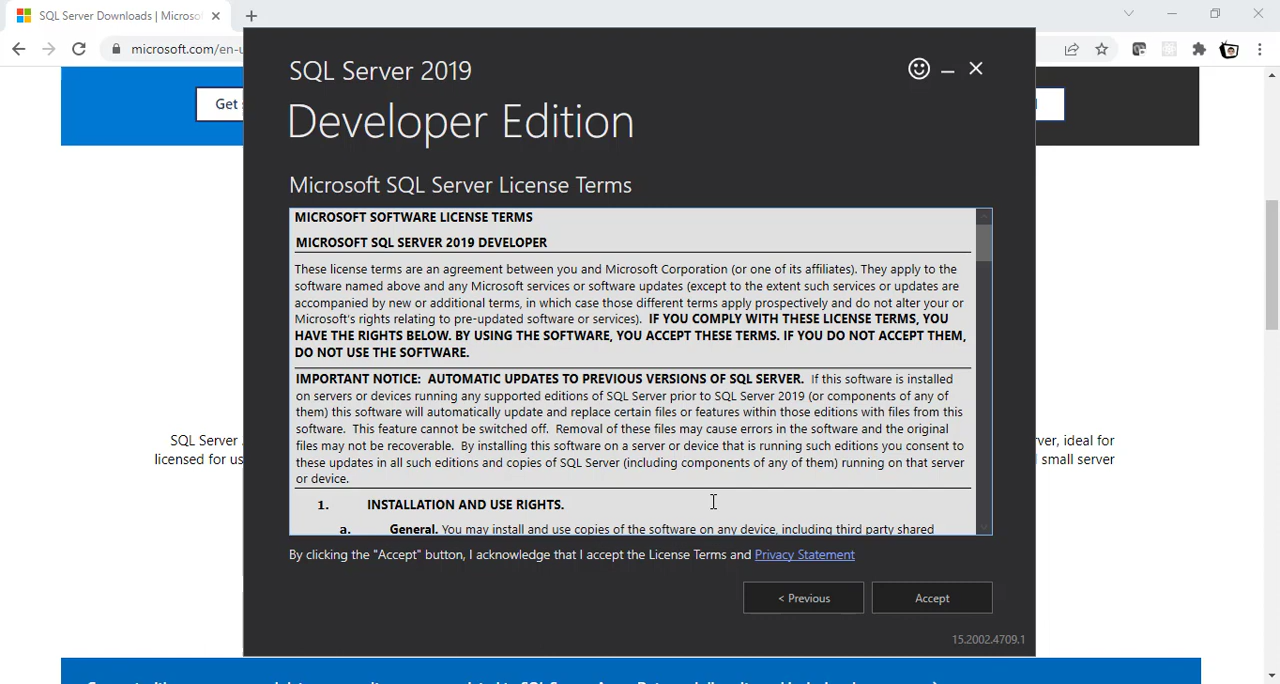 SQL Server Downloads | Microso
microsoft.com/en-u
Get
SQL Server 2019
Developer Edition
Microsoft SQL Server License Terms
MICROSOFT SOFTWARE LICENSE TERMS
MICROSOFT SQL SERVER 2019 DEVELOPER
These license terms are an agreement between you and Microsoft Corporation (or one of its affiliates). They apply to the
software named above and any Microsoft services or software updates (except to the extent such services or updates are
accompanied by new or additional terms, in which case those different terms apply prospectively and do not alter your or
Microsoft's rights relating to pre-updated software or services). IF YOU COMPLY WITH THESE LICENSE TERMS, YOU
HAVE THE RIGHTS BELOW. BY USING THE SOFTWARE, YOU ACCEPT THESE TERMS. IF YOU DO NOT ACCEPT THEM,
DO NOT USE THE SOFTWARE.
IMPORTANT NOTICE: AUTOMATIC UPDATES TO PREVIOUS VERSIONS OF SQL SERVER. If this software is installed
on servers or devices running any supported editions of SQL Server prior to SQL Server 2019 (or components of any of
them) this software will automatically update and replace certain files or features within those editions with files from this
software. This feature cannot be switched off. Removal of these files may cause errors in the software and the original
files may not be recoverable. By installing this software on a server or device that is running such editions you consent to
these updates in all such editions and copies of SQL Server (including components of any of them) running on that server
or device.
1. INSTALLATION AND USE RIGHTS.
a. General. You may install and use copies of the software on any device, including third party shared
By clicking the "Accept" button, I acknowledge that I accept the License Terms and Privacy Statement
< Previous
Accept
15.2002.4709.1
SQL Server
licensed for us
rver, ideal for
small server